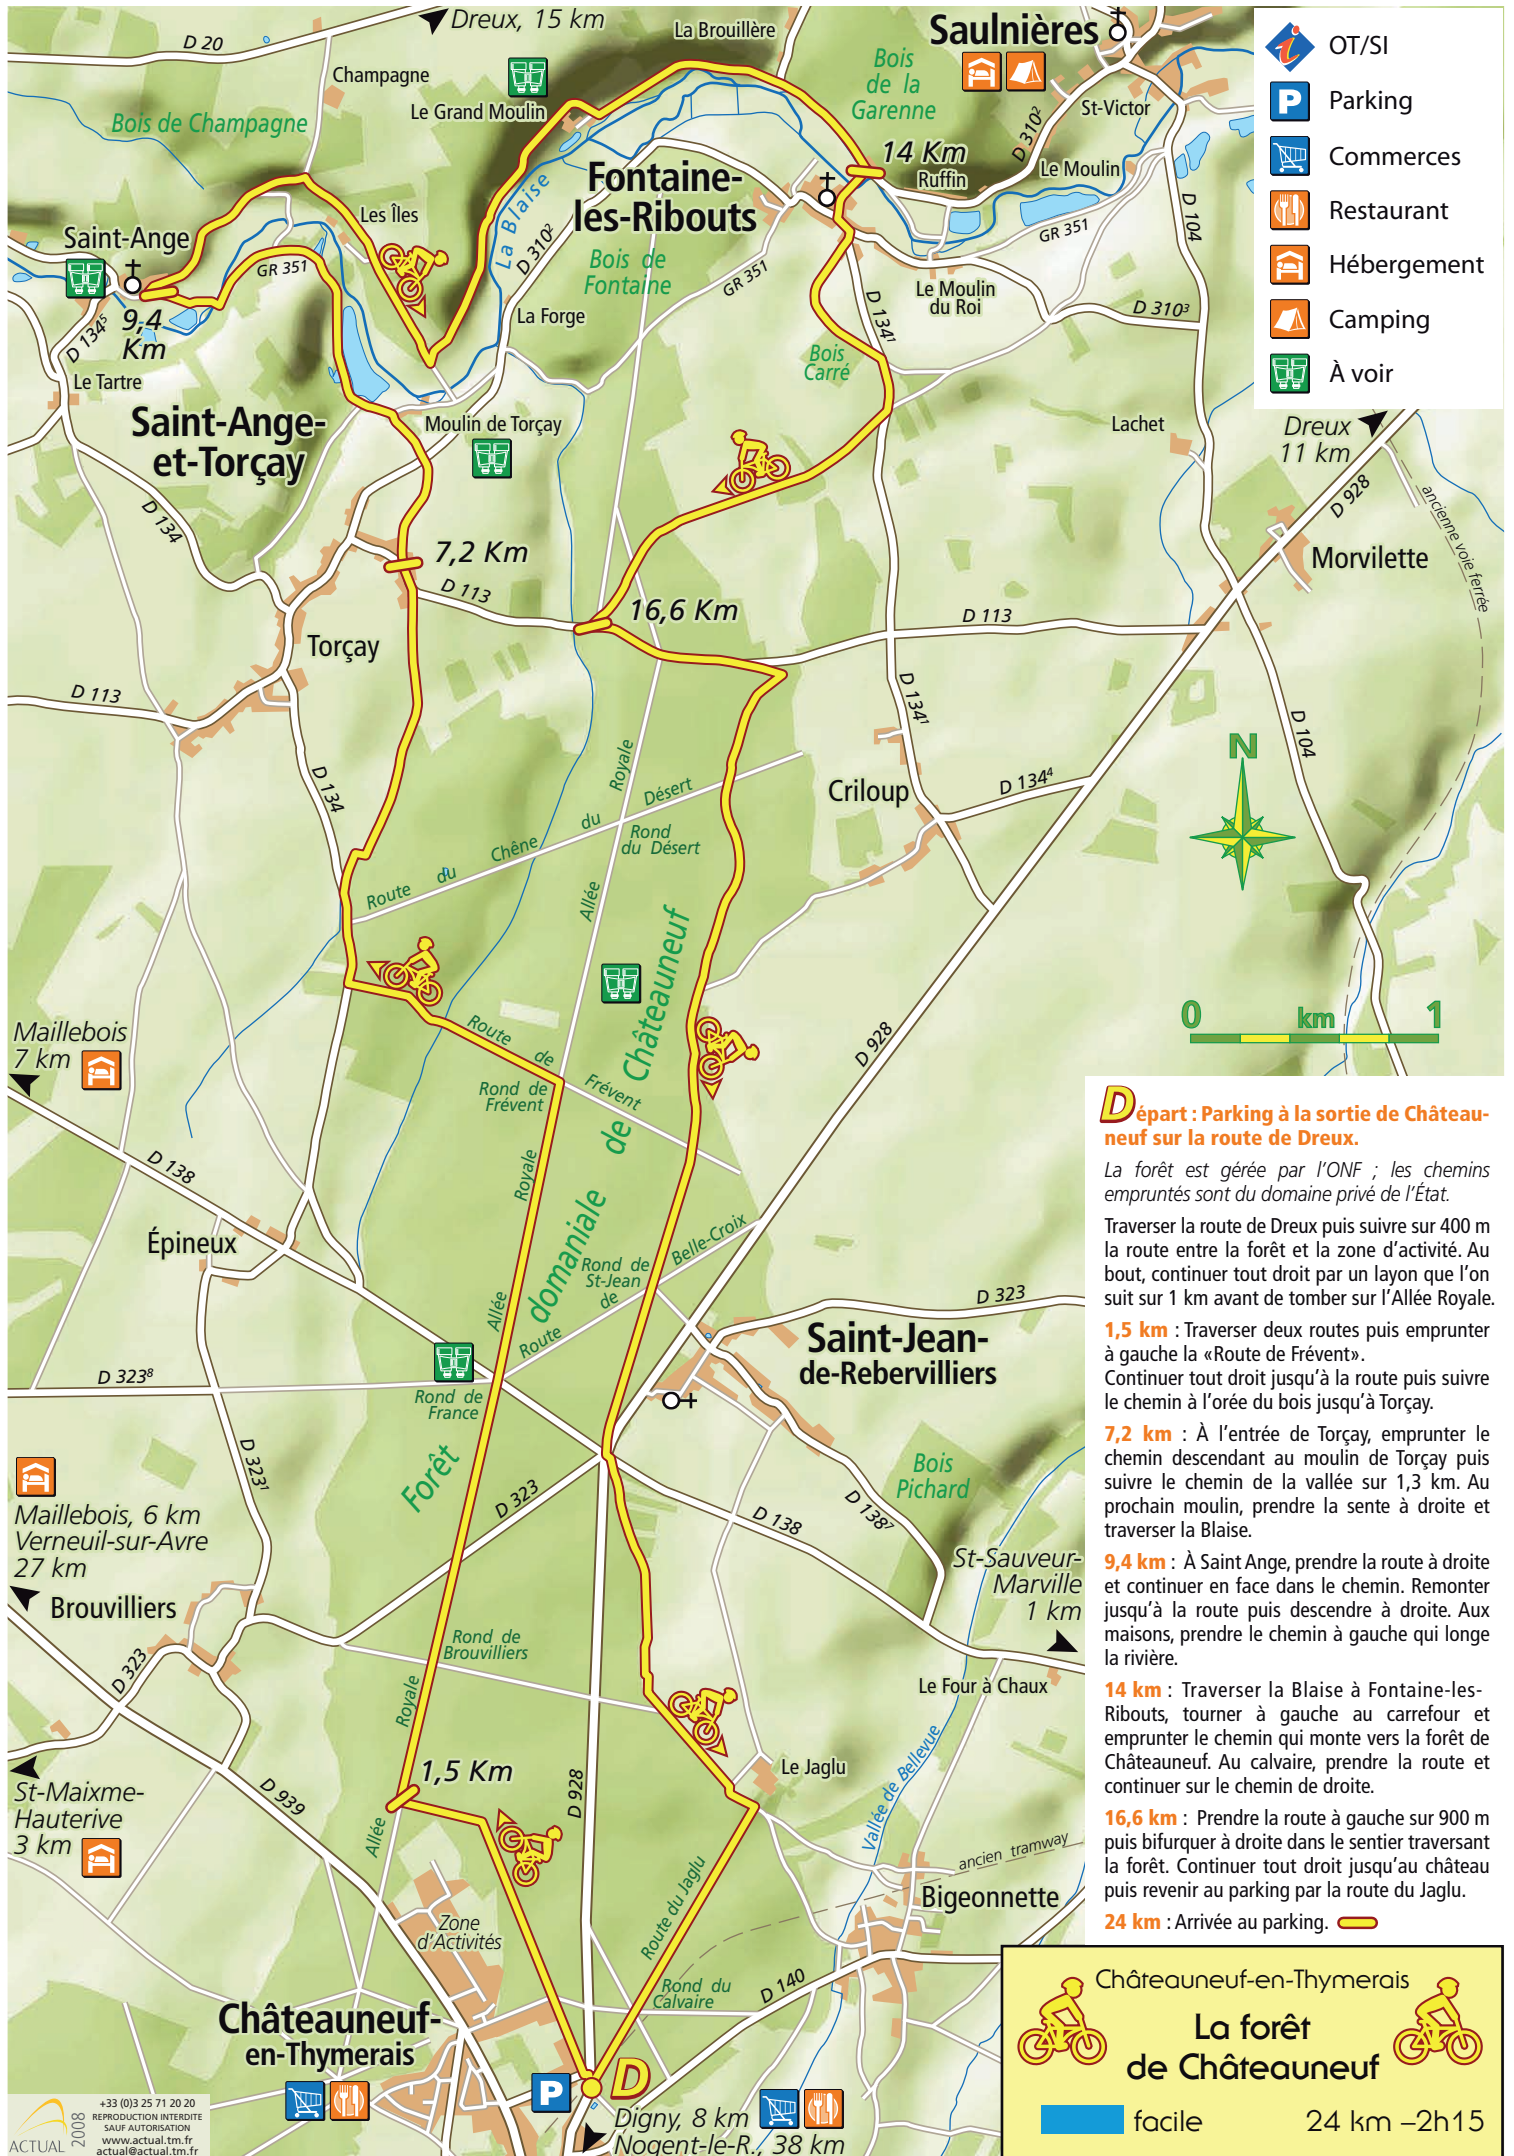 Dreux, 15 km
La Brouillère
Saulnières
D 20
Champagne
Le Grand Moulin
Bois
de la
Garenne
Bois de Champagne
St-Victor
D 310²
14 Km
Ruffin
Le Moulin
Fontaine-
les-Ribouts
La Blaise
D 310²
Les Îles
Saint-Ange
GR 351
GR 351
GR 351
D 104
Bois de
Fontaine
9,4
Km
D 134⁵
La Forge
Le Moulin
du Roi
D 310³
D 134¹
Bois
Carré
Le Tartre
Saint-Ange-
et-Torçay
Moulin de Torçay
Lachet
Dreux
11 km
D 928
ancienne voie ferrée
D 134
7,2 Km
Morvilette
D 113
16,6 Km
D 113
Torçay
D 113
D 134¹
D 104
N
D 134
Royale
Désert
du
Chêne
du
Route
Rond
du Désert
Allée
Criloup
D 134⁴
Forêt
domaniale
de
Châteauneuf
0
km
1
Maillebois
7 km
Route
de
Frévent
Rond de
Frévent
D 928
Royale
D 138
Épineux
Allée
Rond de
St-Jean
Route
de
Belle-Croix
D 323
Saint-Jean-
de-Rebervilliers
D 323⁸
Rond de
France
D 323¹
D 323
Bois
Pichard
D 138⁷
D 138
Maillebois, 6 km
Verneuil-sur-Avre
27 km
St-Sauveur-
Marville
1 km
Brouvilliers
Rond de
Brouvilliers
D 323
Royale
Le Four à Chaux
1,5 Km
Le Jaglu
Vallée de Bellevue
St-Maixme-
Hauterive
3 km
D 939
D 928
Allée
Route du Jaglu
ancien tramway
Bigeonnette
Zone
d'Activités
Rond du
Calvaire
D 140
Châteauneuf-
en-Thymerais
P
D
Digny, 8 km
Nogent-le-R., 38 km
i OT/SI
P Parking
Commerces
Restaurant
Hébergement
Camping
À voir
Départ : Parking à la sortie de Château-
neuf sur la route de Dreux.
La forêt est gérée par l'ONF ; les chemins
empruntés sont du domaine privé de l'État.
Traverser la route de Dreux puis suivre sur 400 m
la route entre la forêt et la zone d'activité. Au
bout, continuer tout droit par un layon que l'on
suit sur 1 km avant de tomber sur l'Allée Royale.
1,5 km : Traverser deux routes puis emprunter
à gauche la «Route de Frévent».
Continuer tout droit jusqu'à la route puis suivre
le chemin à l'orée du bois jusqu'à Torçay.
7,2 km : À l'entrée de Torçay, emprunter le
chemin descendant au moulin de Torçay puis
suivre le chemin de la vallée sur 1,3 km. Au
prochain moulin, prendre la sente à droite et
traverser la Blaise.
9,4 km : À Saint Ange, prendre la route à droite
et continuer en face dans le chemin. Remonter
jusqu'à la route puis descendre à droite. Aux
maisons, prendre le chemin à gauche qui longe
la rivière.
14 km : Traverser la Blaise à Fontaine-les-
Ribouts, tourner à gauche au carrefour et
emprunter le chemin qui monte vers la forêt de
Châteauneuf. Au calvaire, prendre la route et
continuer sur le chemin de droite.
16,6 km : Prendre la route à gauche sur 900 m
puis bifurquer à droite dans le sentier traversant
la forêt. Continuer tout droit jusqu'au château
puis revenir au parking par la route du Jaglu.
24 km : Arrivée au parking.
Châteauneuf-en-Thymerais
La forêt
de Châteauneuf
facile 24 km –2h15
ACTUAL
2008
+33 (0)3 25 71 20 20
REPRODUCTION INTERDITE
SAUF AUTORISATION
www.actual.tm.fr
actual@actual.tm.fr